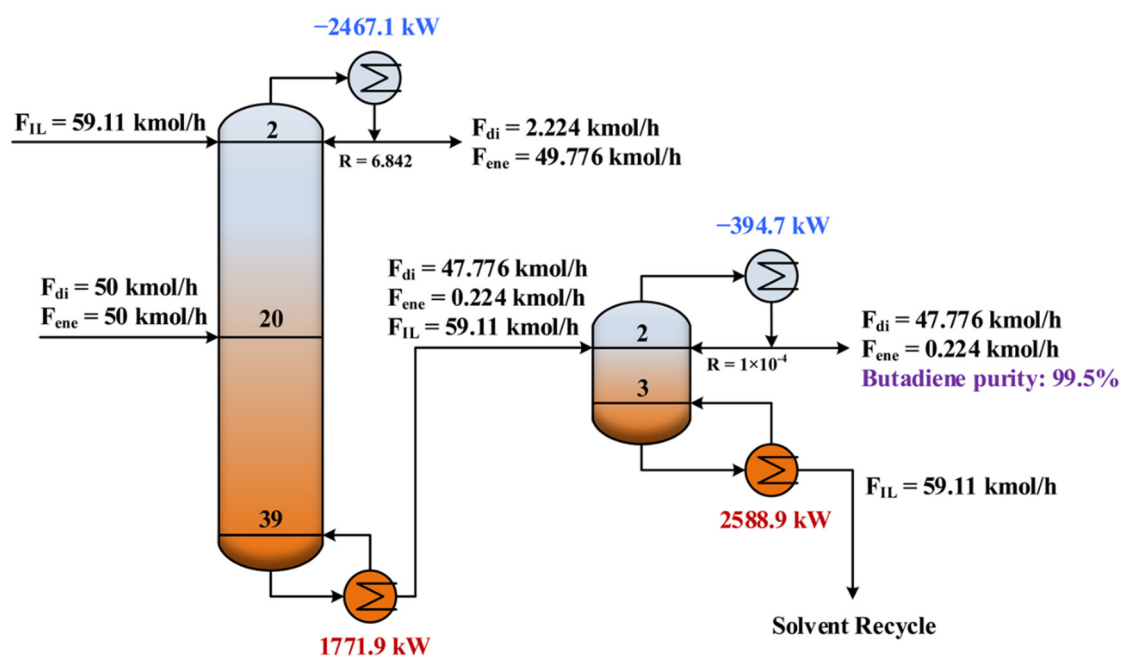 −2467.1 kW
F_IL = 59.11 kmol/h
2
R = 6.842
F_di = 2.224 kmol/h
F_ene = 49.776 kmol/h
F_di = 50 kmol/h
F_ene = 50 kmol/h
20
39
1771.9 kW
F_di = 47.776 kmol/h
F_ene = 0.224 kmol/h
F_IL = 59.11 kmol/h
−394.7 kW
2
R = 1×10⁻⁴
3
F_di = 47.776 kmol/h
F_ene = 0.224 kmol/h
Butadiene purity: 99.5%
2588.9 kW
F_IL = 59.11 kmol/h
Solvent Recycle